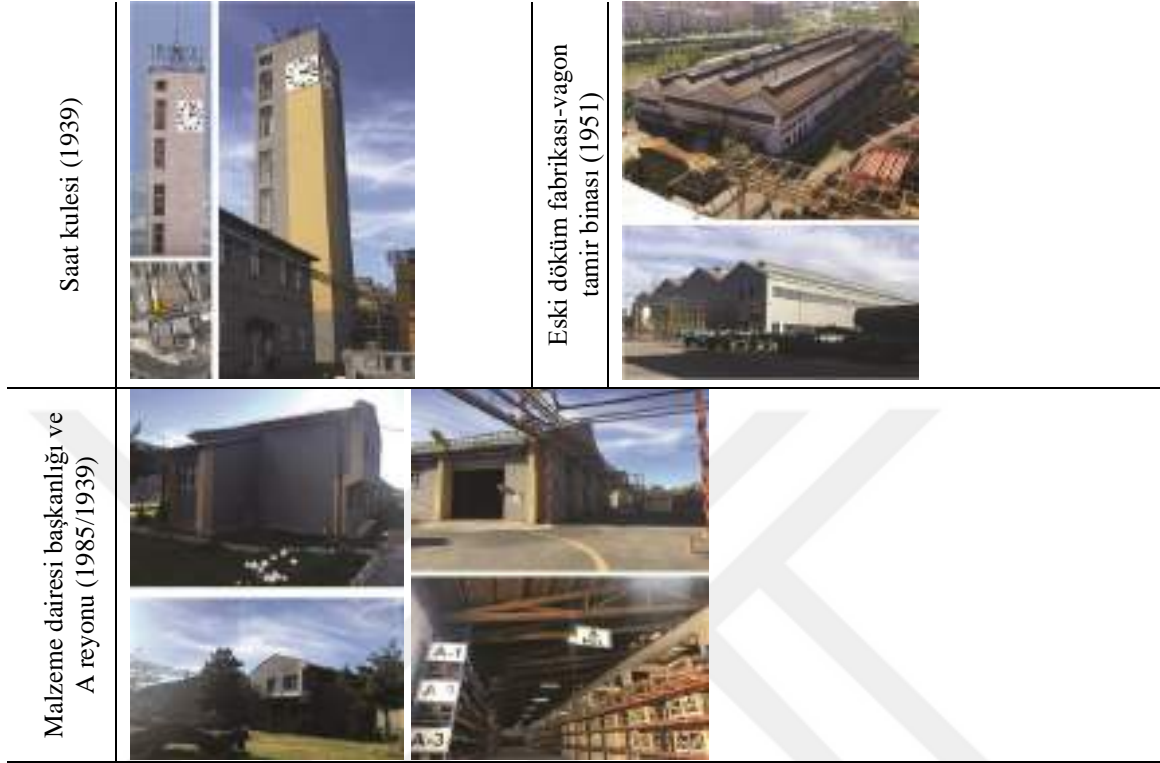 Saat kulesi (1939)
Eski döküm fabrikası-vagon
tamir binası (1951)
Malzeme dairesi başkanlığı ve
A reyonu (1985/1939)
A-1
A-3